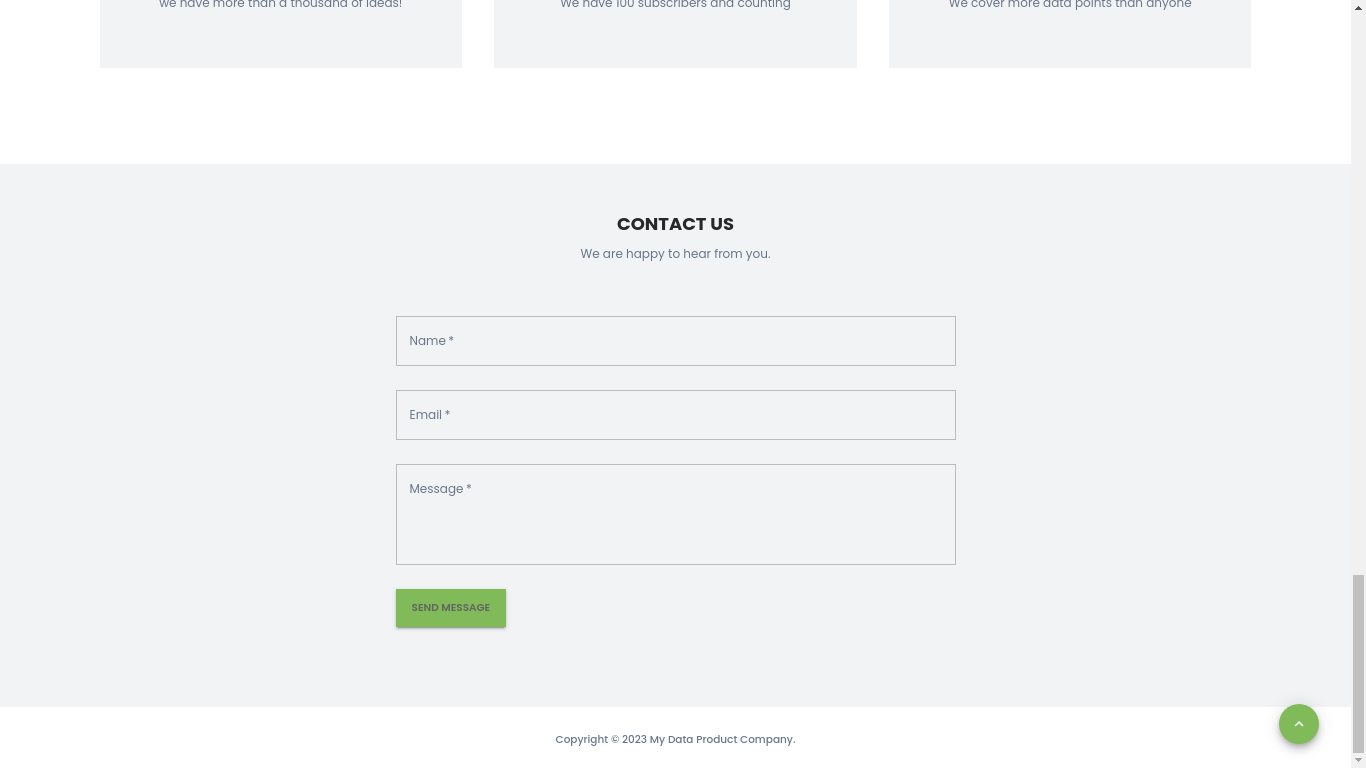 we have more than a thousand of ideas!
We have 100 subscribers and counting
We cover more data points than anyone
CONTACT US
We are happy to hear from you.
Name *
Email *
Message *
SEND MESSAGE
Copyright © 2023 My Data Product Company.